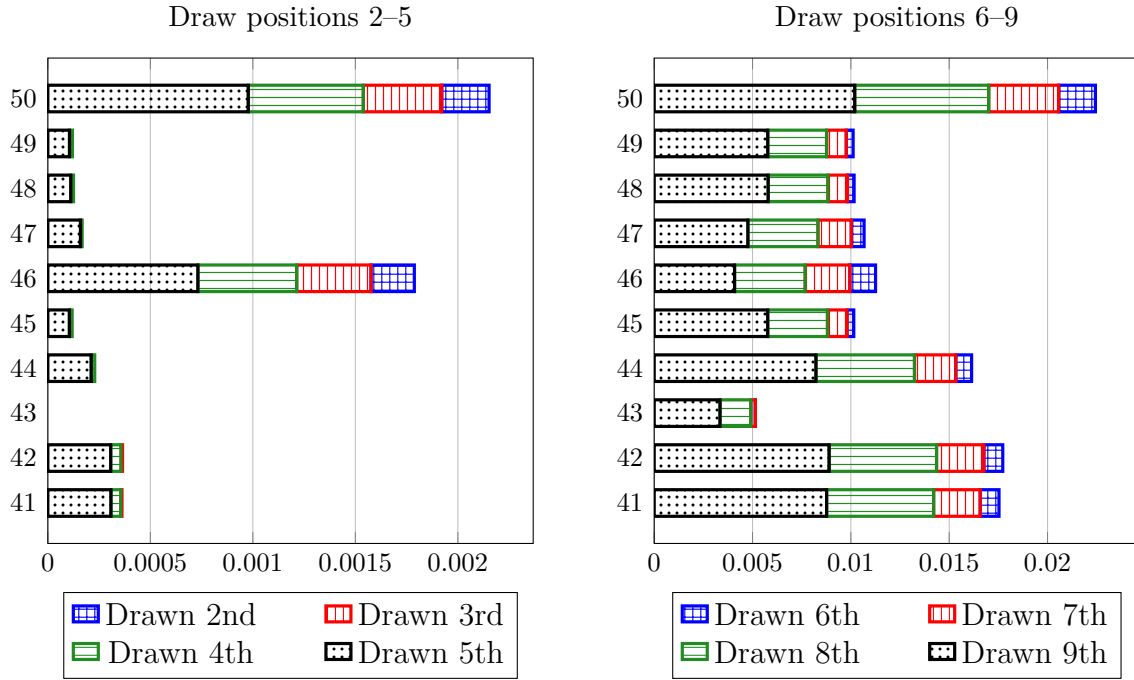 Draw positions 2–5
50
49
48
47
46
45
44
43
42
41
0 0.0005 0.001 0.0015 0.002
Drawn 2nd Drawn 3rd
Drawn 4th Drawn 5th
Draw positions 6–9
50
49
48
47
46
45
44
43
42
41
0 0.005 0.01 0.015 0.02
Drawn 6th Drawn 7th
Drawn 8th Drawn 9th